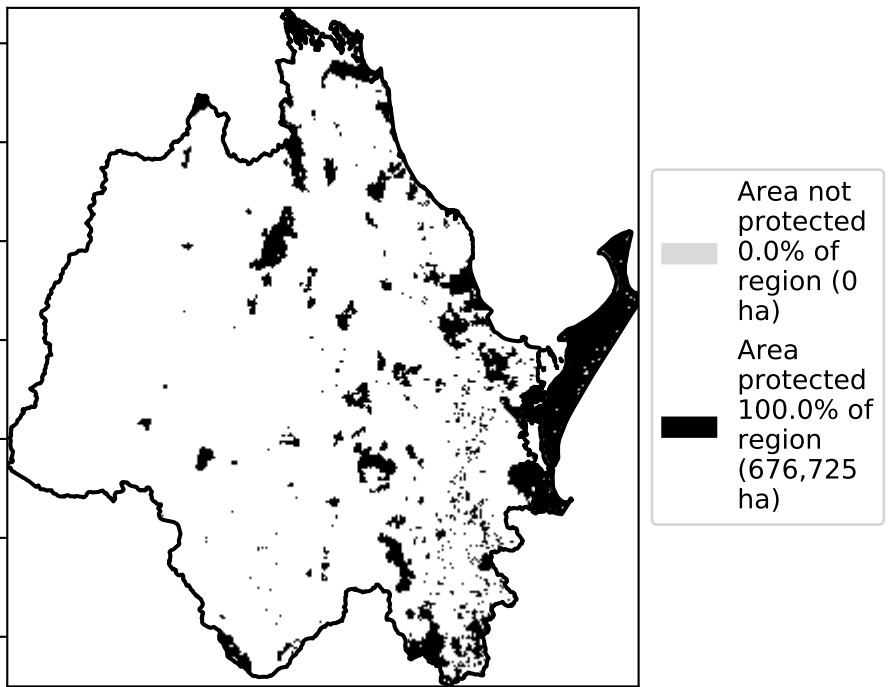 Area not
protected
0.0% of
region (0
ha)
Area
protected
100.0% of
region
(676,725
ha)